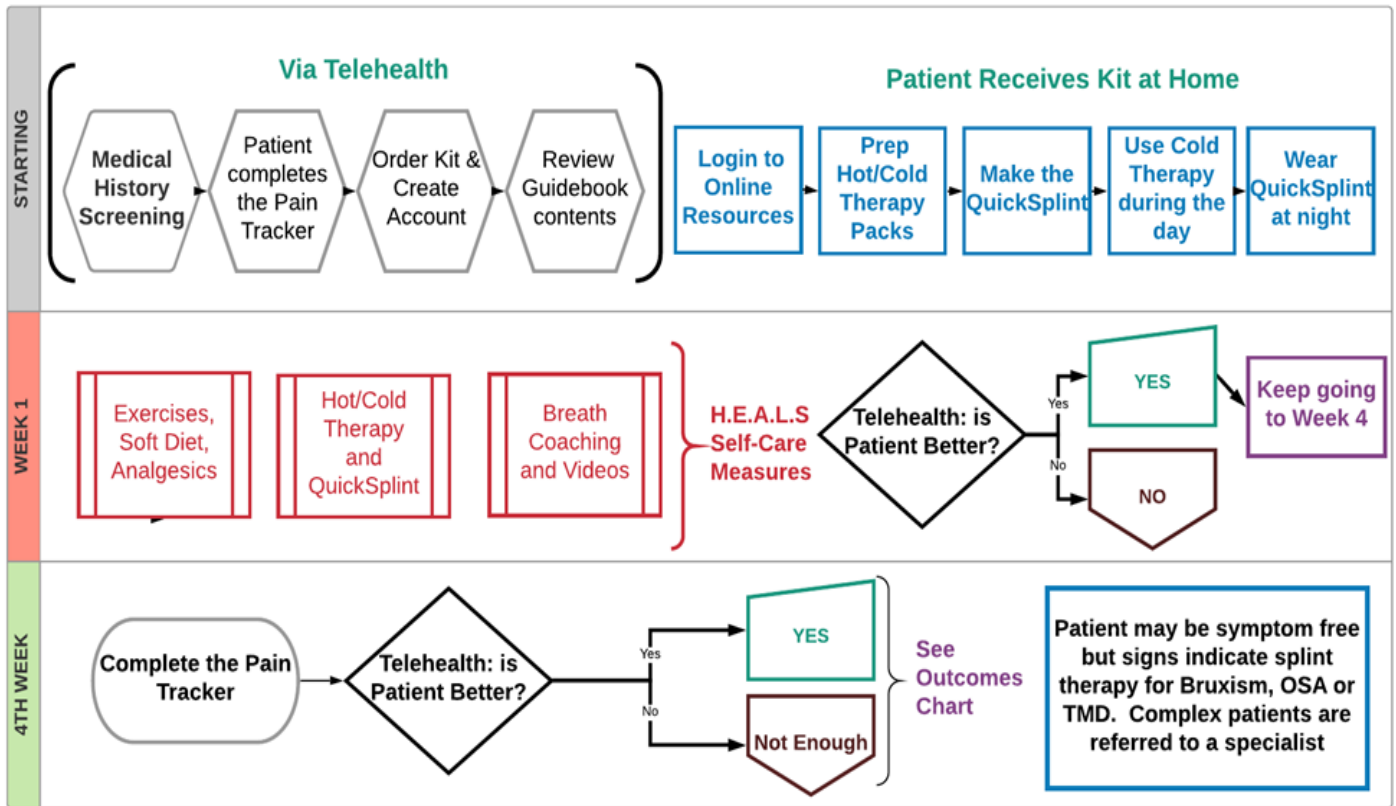 STARTING
Via Telehealth
Medical
History
Screening
Patient
completes
the Pain
Tracker
Order Kit &
Create
Account
Review
Guidebook
contents
Patient Receives Kit at Home
Login to
Online
Resources
Prep
Hot/Cold
Therapy
Packs
Make the
QuickSplint
Use Cold
Therapy
during the
day
Wear
QuickSplint
at night
WEEK 1
Exercises,
Soft Diet,
Analgesics
Hot/Cold
Therapy
and
QuickSplint
Breath
Coaching
and Videos
H.E.A.L.S
Self-Care
Measures
Telehealth: is
Patient Better?
Yes
YES
Keep going
to Week 4
No
NO
4TH WEEK
Complete the Pain
Tracker
Telehealth: is
Patient Better?
Yes
YES
No
Not Enough
See
Outcomes
Chart
Patient may be symptom free
but signs indicate splint
therapy for Bruxism, OSA or
TMD.  Complex patients are
referred to a specialist